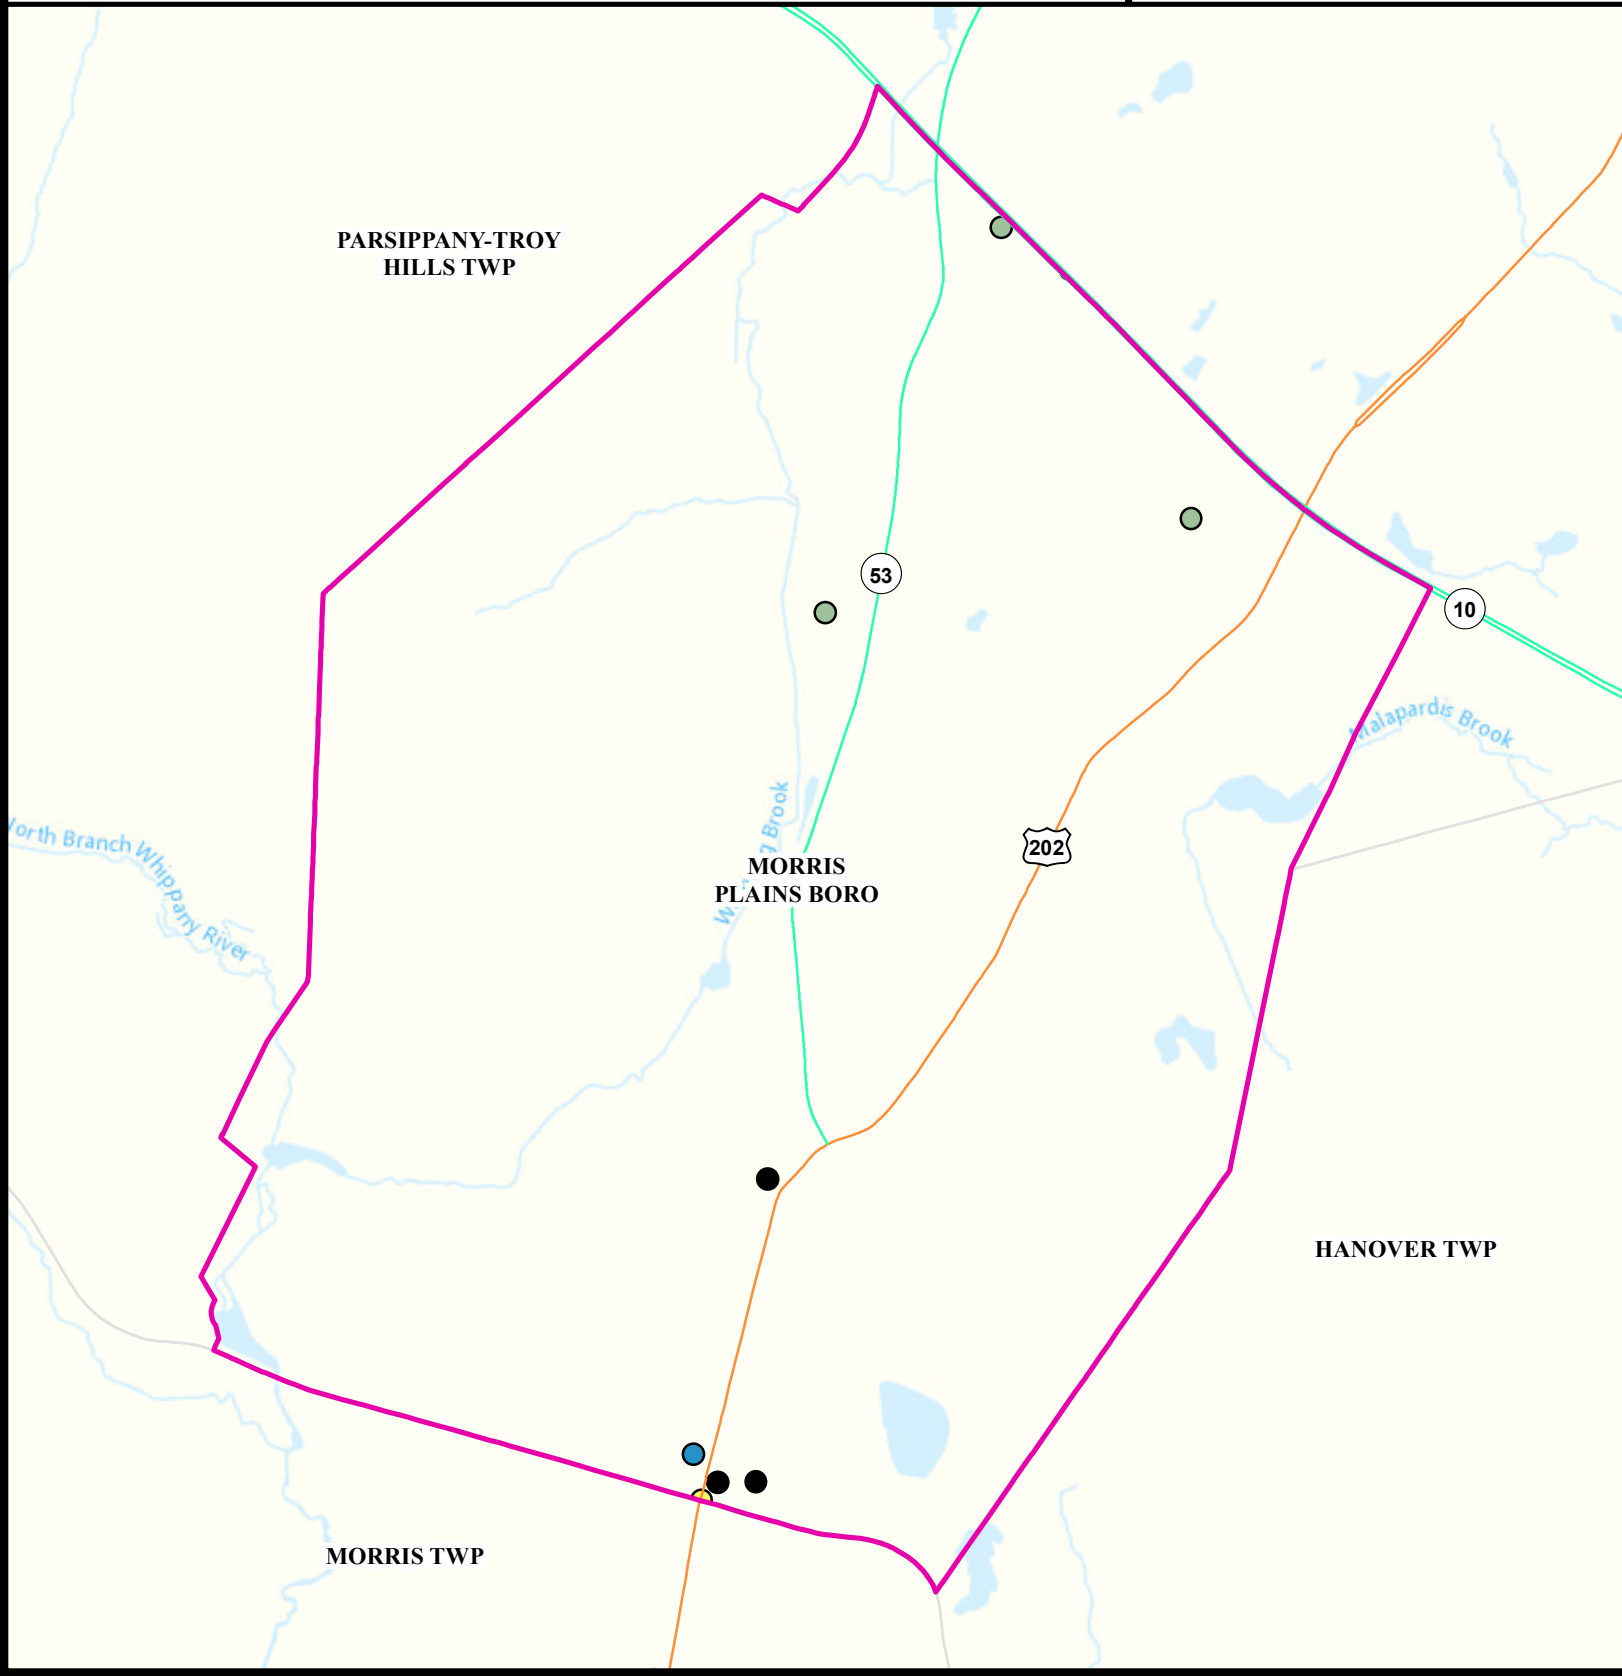 PARSIPPANY-TROY
HILLS TWP
53
10
Malapardis Brook
Brook
202
North Branch Whippany River
MORRIS
PLAINS BORO
HANOVER TWP
MORRIS TWP